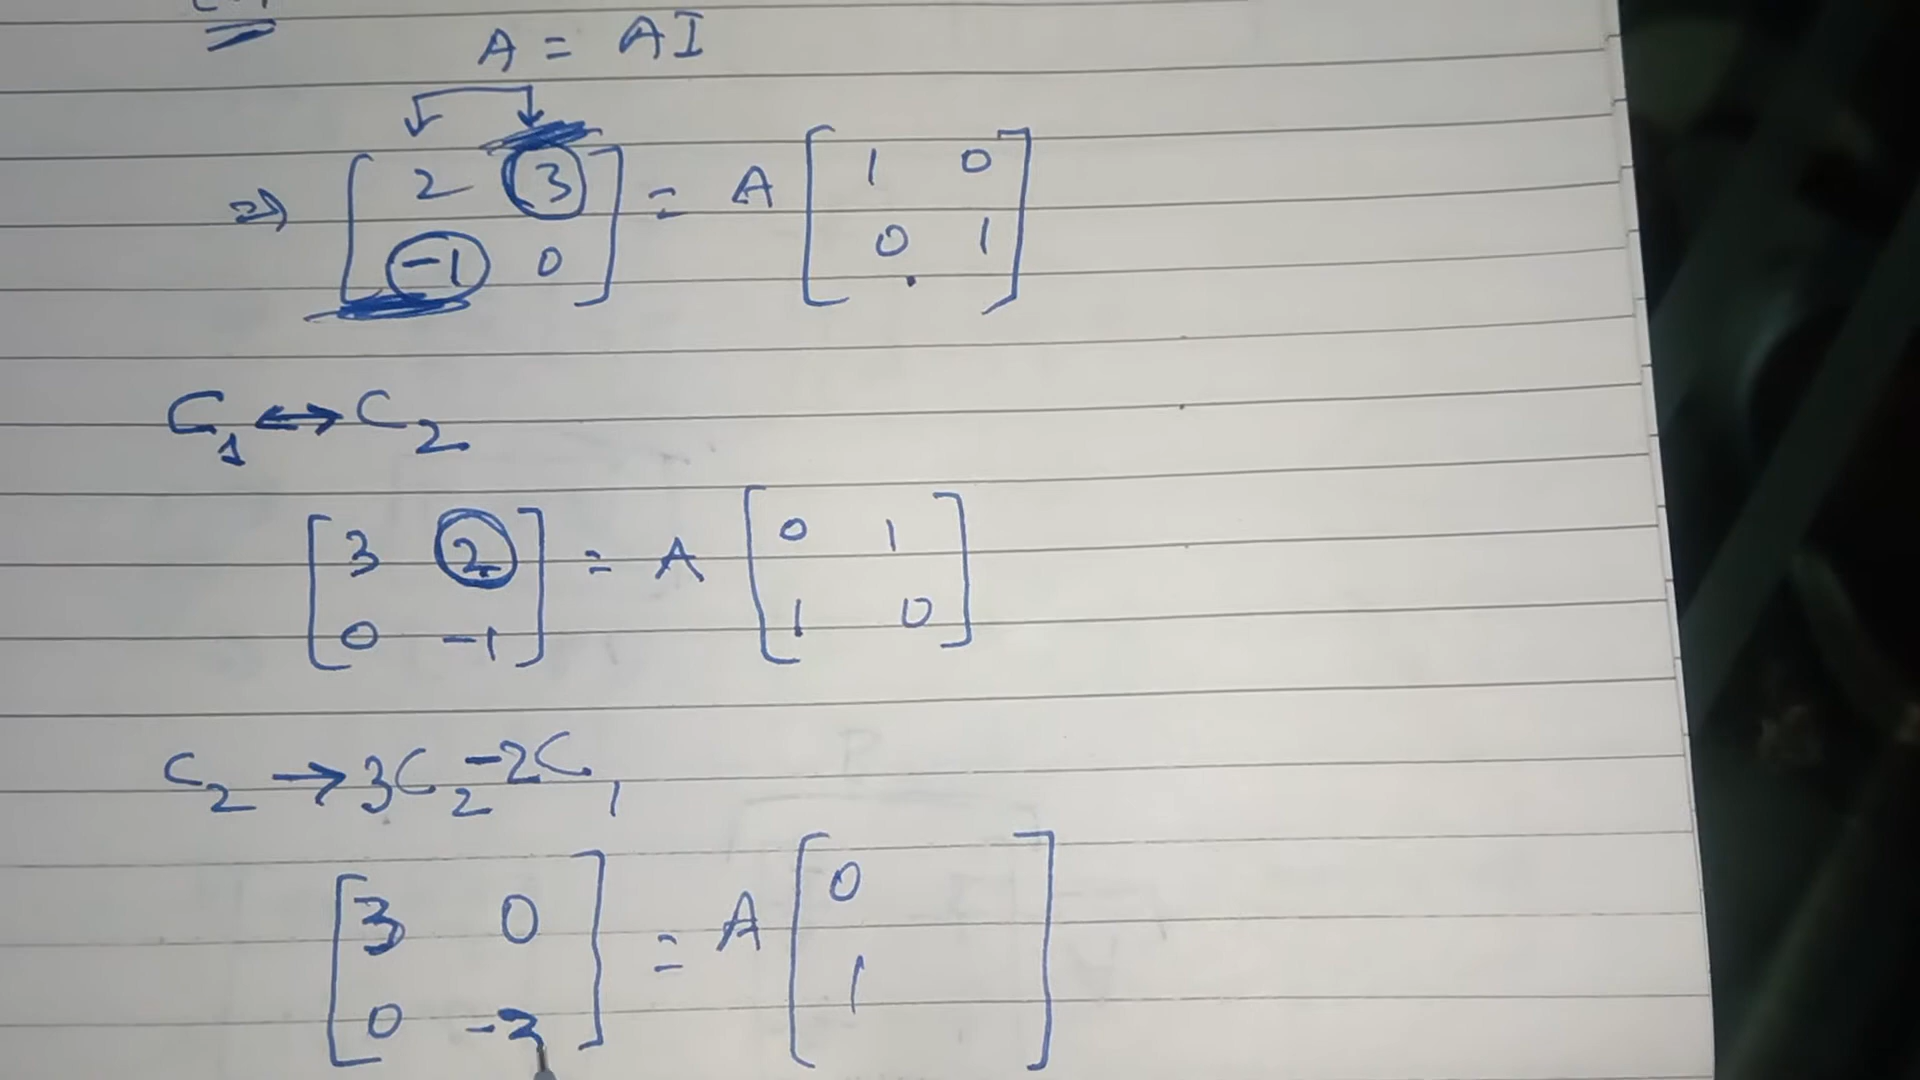 A = AI
⇒ [ 2 3 ] = A [ 1 0 ]
[ -1 0 ] [ 0 1 ]
C₁ ↔ C₂
[ 3 2 ] = A [ 0 1 ]
[ 0 -1 ] [ 1 0 ]
C₂ → 3C₂ -2C₁
[ 3 0 ] = A [ 0 ]
[ 0 -3 ] [ 1 ]